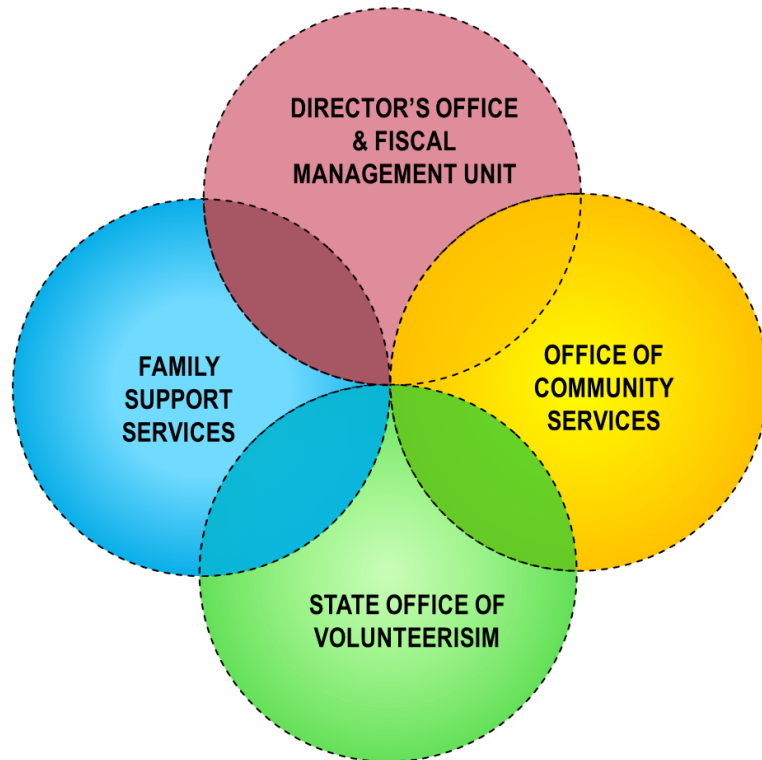 DIRECTOR’S OFFICE
& FISCAL
MANAGEMENT UNIT
FAMILY
SUPPORT
SERVICES
OFFICE OF
COMMUNITY
SERVICES
STATE OFFICE OF
VOLUNTEERISIM